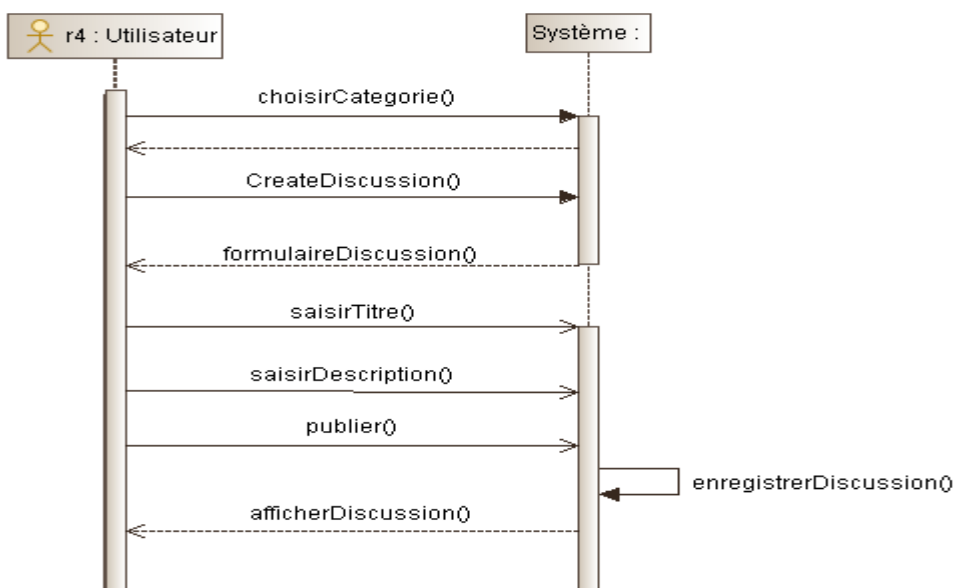 r4 : Utilisateur
Système :
choisirCategorie()
CreateDiscussion()
formulaireDiscussion()
saisirTitre()
saisirDescription()
publier()
enregistrerDiscussion()
afficherDiscussion()